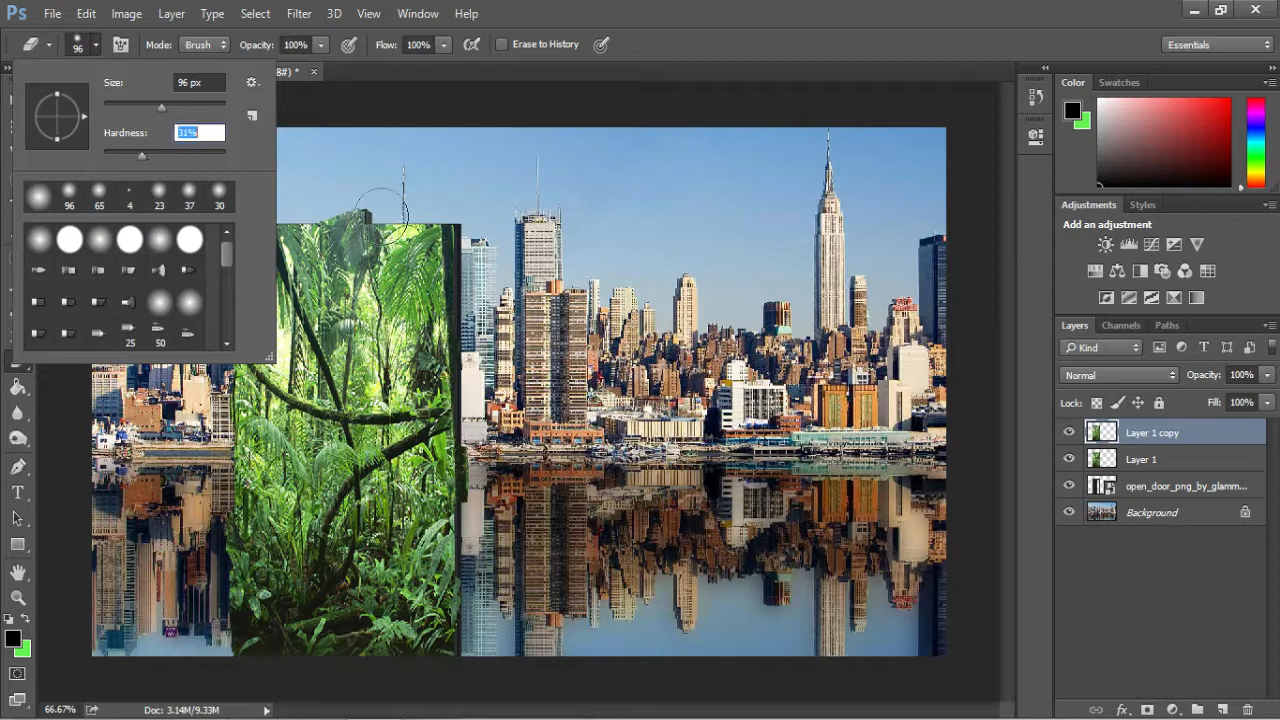 Ps File Edit Image Layer Type Select Filter 3D View Window Help
96 Mode: Brush Opacity: 100% Flow: 100% Erase to History Essentials
8#) * ×
Size: 96 px
Hardness: 31%
96 65 4 23 37 30
25 50
Color Swatches
Adjustments Styles
Add an adjustment
Layers Channels Paths
Kind
Normal Opacity: 100%
Lock: Fill: 100%
Layer 1 copy
Layer 1
open_door_png_by_glamm...
Background
66.67% Doc: 3.14M/9.33M